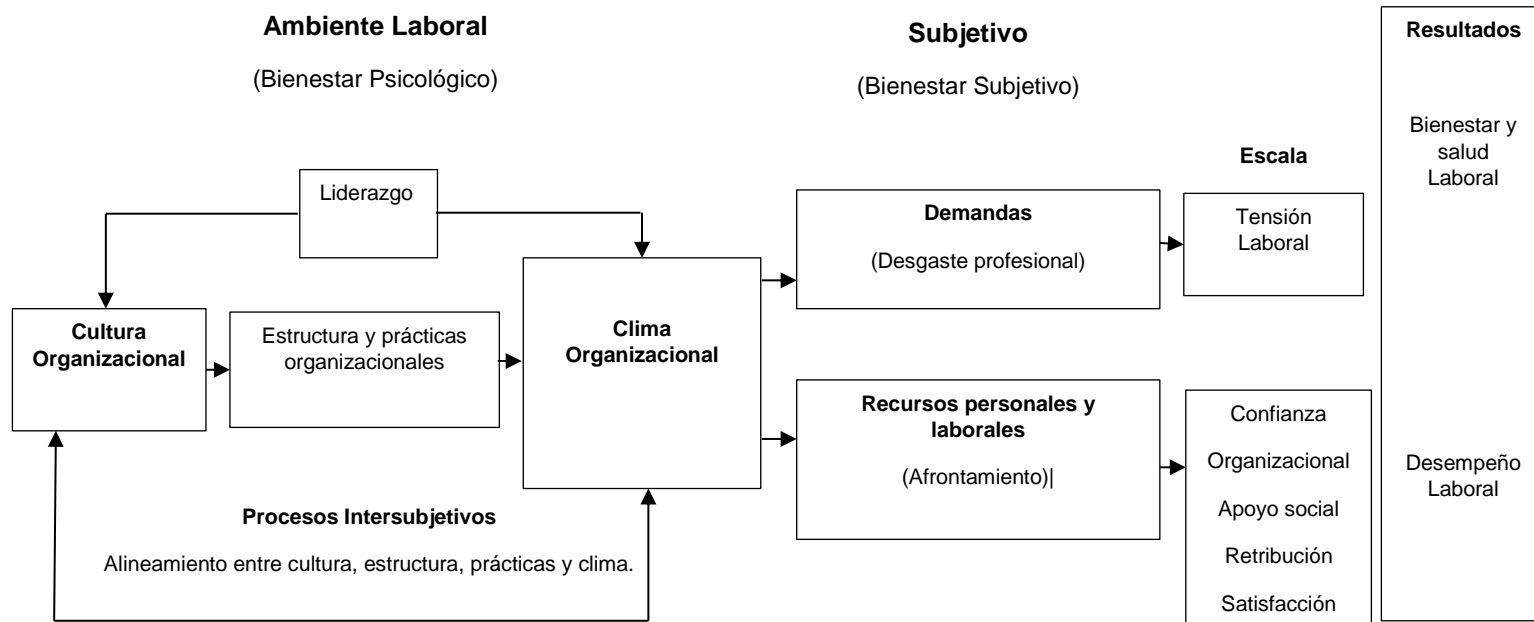 Ambiente Laboral
(Bienestar Psicológico)
Subjetivo
(Bienestar Subjetivo)
Resultados
Bienestar y
salud
Laboral
Desempeño
Laboral
Escala
Liderazgo
Cultura
Organizacional
Estructura y prácticas
organizacionales
Clima
Organizacional
Demandas
(Desgaste profesional)
Tensión
Laboral
Recursos personales y
laborales
(Afrontamiento)|
Confianza
Organizacional
Apoyo social
Retribución
Satisfacción
Procesos Intersubjetivos
Alineamiento entre cultura, estructura, prácticas y clima.